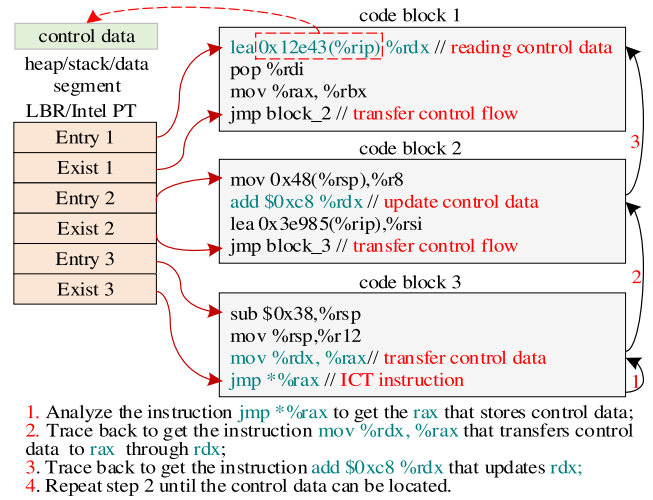 control data
heap/stack/data
segment
LBR/Intel PT
Entry 1
Exist 1
Entry 2
Exist 2
Entry 3
Exist 3
code block 1
lea 0x12e43(%rip) %rdx // reading control data
pop %rdi
mov %rax, %rbx
jmp block_2 // transfer control flow
3
code block 2
mov 0x48(%rsp),%r8
add $0xc8 %rdx // update control data
lea 0x3e985(%rip),%rsi
jmp block_3 // transfer control flow
2
code block 3
sub $0x38,%rsp
mov %rsp,%r12
mov %rdx, %rax// transfer control data
jmp *%rax // ICT instruction
1
1. Analyze the instruction jmp *%rax to get the rax that stores control data;
2. Trace back to get the instruction mov %rdx, %rax that transfers control
data to rax through rdx;
3. Trace back to get the instruction add $0xc8 %rdx that updates rdx;
4. Repeat step 2 until the control data can be located.